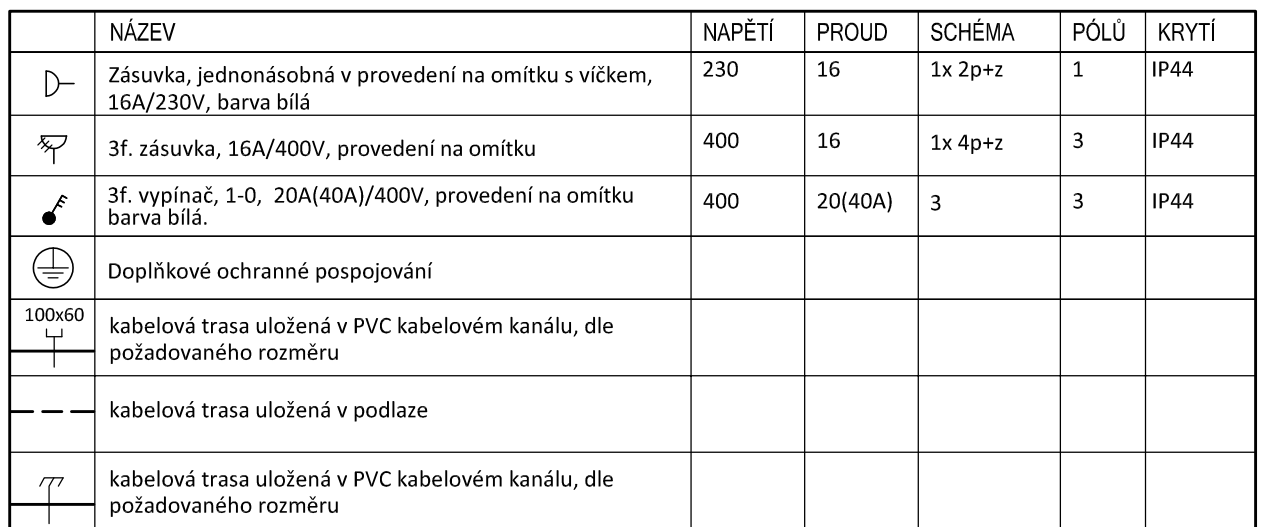 NÁZEV NAPĚTÍ PROUD SCHÉMA PÓLŮ KRYTÍ
Zásuvka, jednonásobná v provedení na omítku s víčkem, 230 16 1x 2p+z 1 IP44
16A/230V, barva bílá
3f. zásuvka, 16A/400V, provedení na omítku 400 16 1x 4p+z 3 IP44
3f. vypínač, 1-0, 20A(40A)/400V, provedení na omítku 400 20(40A) 3 3 IP44
barva bílá.
Doplňkové ochranné pospojování
100x60
kabelová trasa uložená v PVC kabelovém kanálu, dle
požadovaného rozměru
kabelová trasa uložená v podlaze
kabelová trasa uložená v PVC kabelovém kanálu, dle
požadovaného rozměru